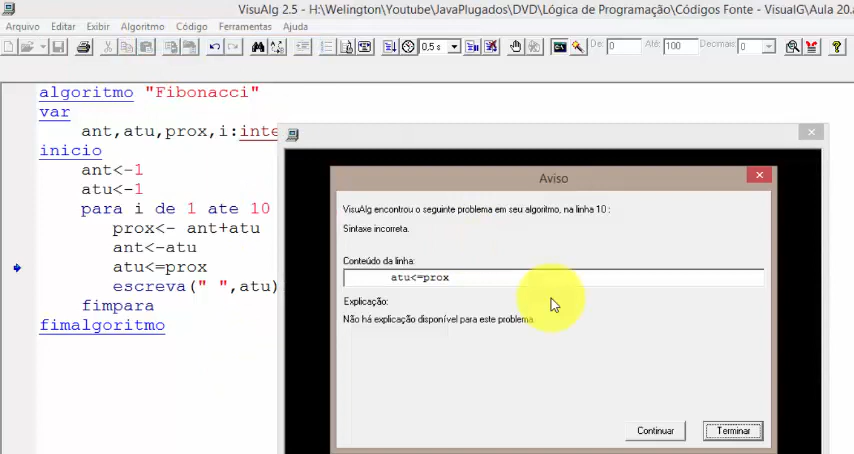 VisuAlg 2.5 - H:\Welington\Youtube\JavaPlugados\DVD\Lógica de Programação\Códigos Fonte - VisualG\Aula 20.a
Arquivo Editar Exibir Algoritmo Código Ferramentas Ajuda
0,5 s De: 0 Até: 100 Decimais: 0
algoritmo "Fibonacci"
var
ant,atu,prox,i:inte
inicio
ant<-1
atu<-1
para i de 1 ate 10
prox<- ant+atu
ant<-atu
atu<=prox
escreva(" ",atu)
fimpara
fimalgoritmo
Aviso
VisuAlg encontrou o seguinte problema em seu algoritmo, na linha 10 :
Sintaxe incorreta.
Conteúdo da linha:
atu<=prox
Explicação:
Não há explicação disponível para este problema.
Continuar Terminar